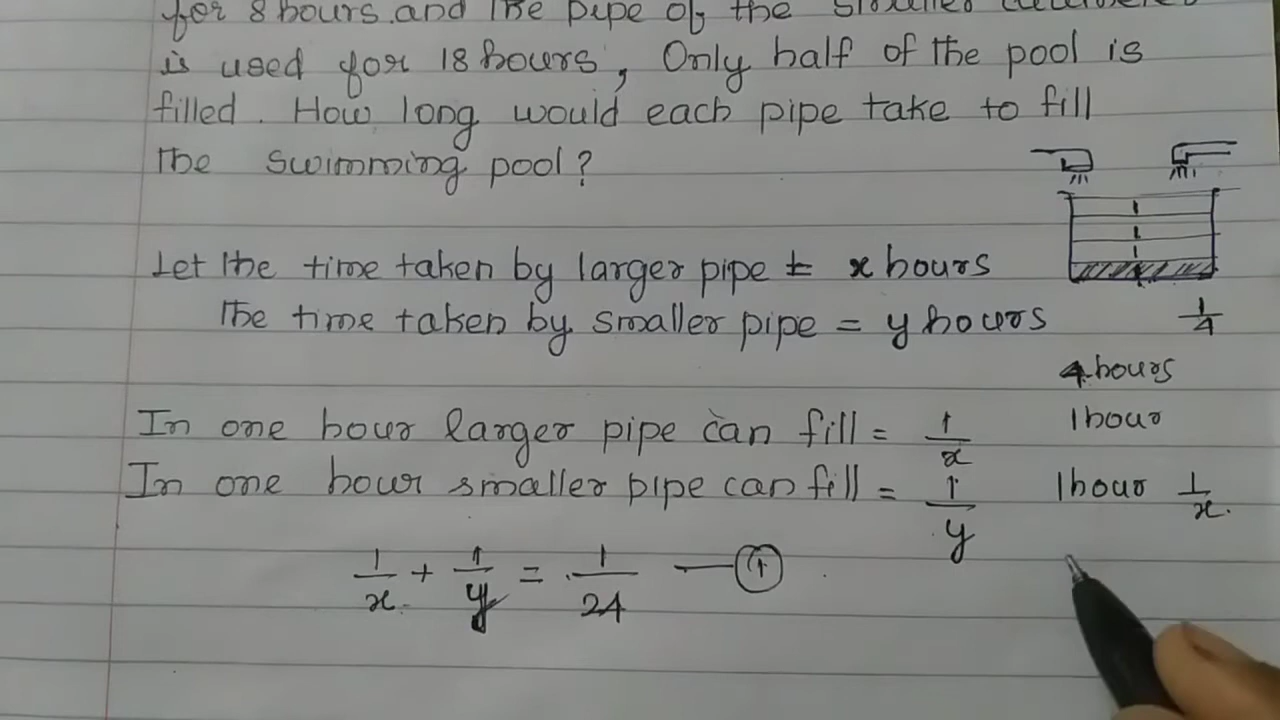 for 8 hours. and the pipe of the smaller
is used for 18 hours, Only half of the pool is
filled. How long would each pipe take to fill
the swimming pool?
Let the time taken by larger pipe = x hours
The time taken by smaller pipe = y hours
1/4
4 hours
In one hour larger pipe can fill = 1/x
1 hour
In one hour smaller pipe can fill = 1/y
1 hour 1/x.
1/x + 1/y = 1/24 — ①